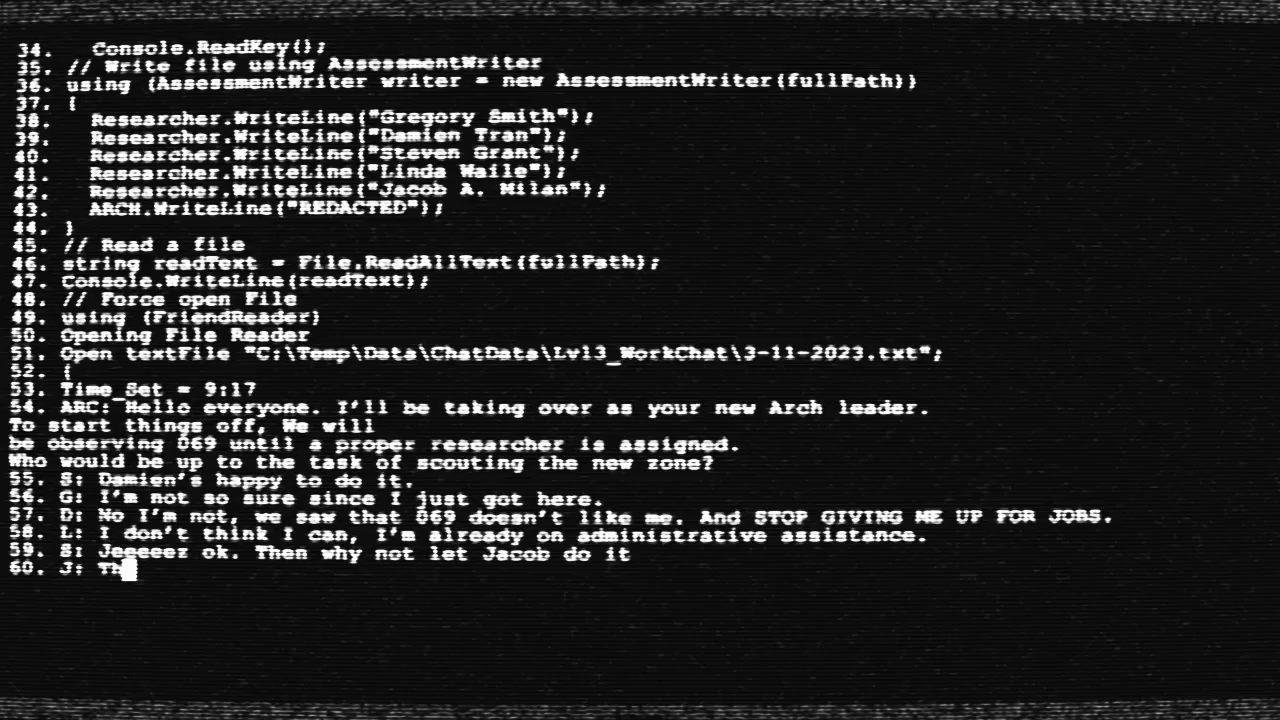 34. Console.ReadKey();
35. // Write file using AssessmentWriter
36. using (AssessmentWriter writer = new AssessmentWriter(fullPath))
37. {
38. Researcher.WriteLine("Gregory Smith");
39. Researcher.WriteLine("Damien Tran");
40. Researcher.WriteLine("Steven Grant");
41. Researcher.WriteLine("Linda Waile");
42. Researcher.WriteLine("Jacob A. Milan");
43. ARCH.WriteLine("REDACTED");
44. }
45. // Read a file
46. string readText = File.ReadAllText(fullPath);
47. Console.WriteLine(readText);
48. // Force open File
49. using (FriendReader)
50. Opening File Reader
51. Open textFile "C:\Temp\Data\ChatData\Lvl3_WorkChat\3-11-2023.txt";
52. {
53. Time_Set = 9:17
54. ARC: Hello everyone. I'll be taking over as your new Arch leader.
To start things off, We will
be observing 069 until a proper researcher is assigned.
Who would be up to the task of scouting the new zone?
55. S: Damien's happy to do it.
56. G: I'm not so sure since I just got here.
57. D: No I'm not, we saw that 069 doesn't like me. And STOP GIVING ME UP FOR JOBS.
58. L: I don't think I can, I'm already on administrative assistance.
59. S: Jegeeez ok. Then why not let Jacob do it
60. J: Th